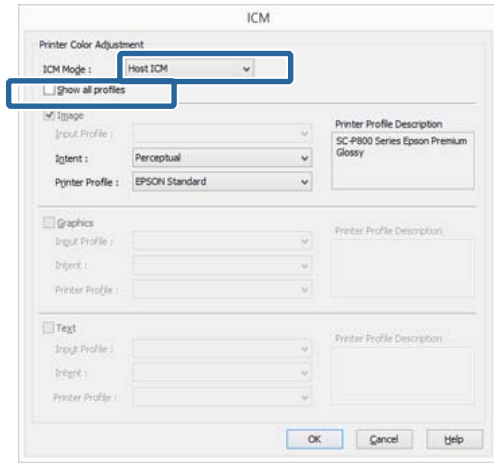 ICM
Printer Color Adjustment
ICM Mode :
Host ICM
Show all profiles
Image
Input Profile :
Intent :
Perceptual
Printer Profile :
EPSON Standard
Printer Profile Description
SC-P800 Series Epson Premium
Glossy
Graphics
Input Profile :
Intent :
Printer Profile :
Printer Profile Description
Text
Input Profile :
Intent :
Printer Profile :
Printer Profile Description
OK
Cancel
Help